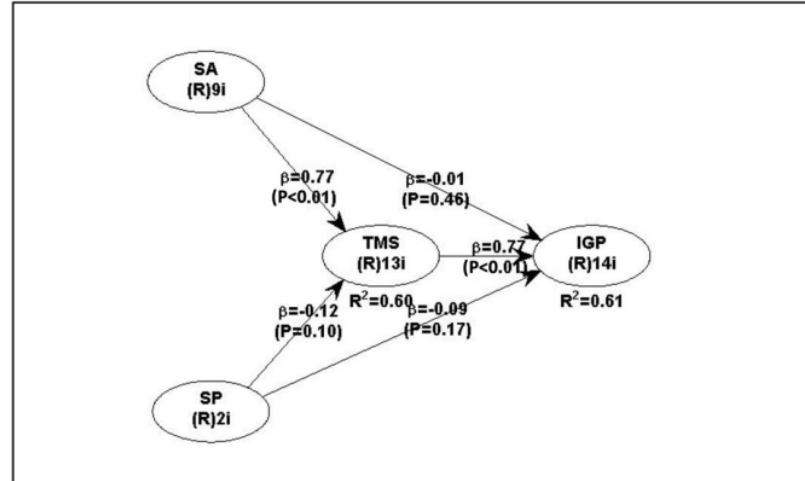 SA
(R)9i
β=0.77
(P<0.01)
β=-0.01
(P=0.46)
TMS
(R)13i
β=0.77
(P<0.01)
IGP
(R)14i
R²=0.60
R²=0.61
β=-0.12
(P=0.10)
β=-0.09
(P=0.17)
SP
(R)2i